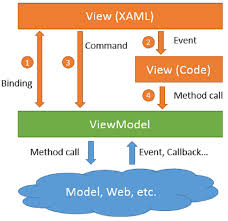 View (XAML)
1
3
Command
2
Event
Binding
View (Code)
4
Method call
ViewModel
Method call
Event, Callback...
Model, Web, etc.